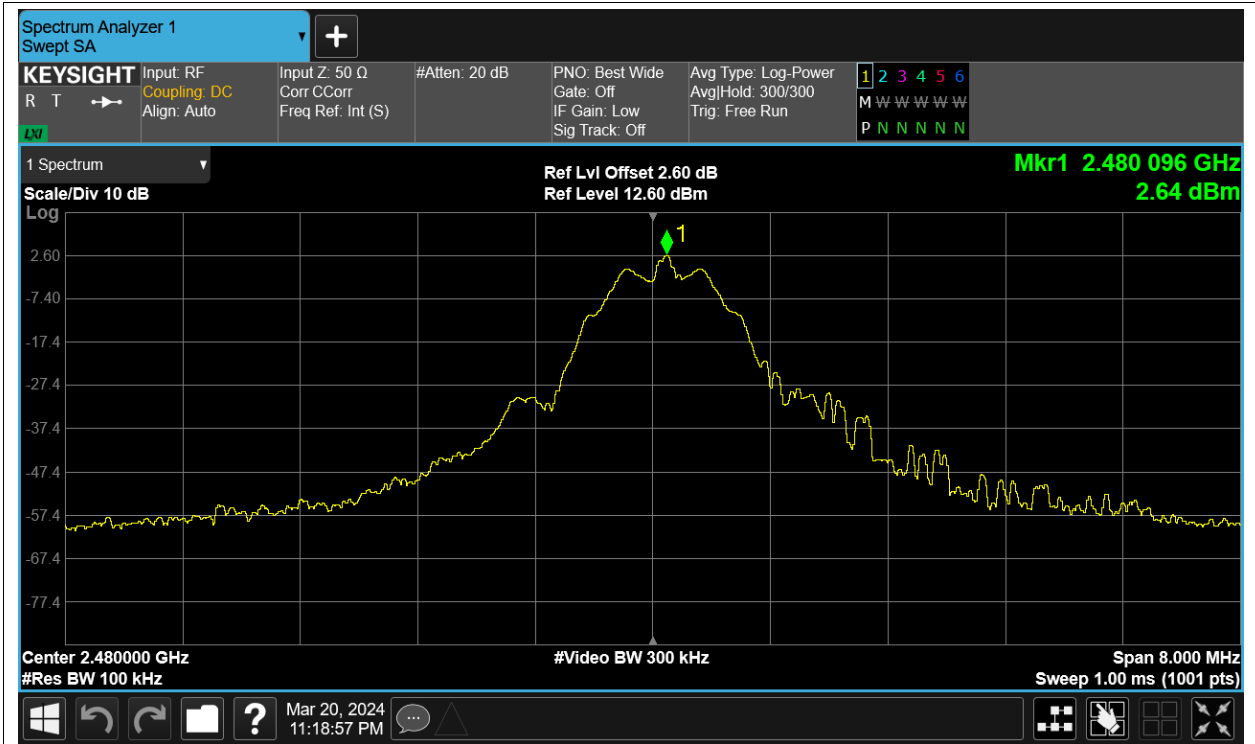 Spectrum Analyzer 1
Swept SA
KEYSIGHT
R T
LXI
Input: RF
Coupling: DC
Align: Auto
Input Z: 50 Ω
Corr CCorr
Freq Ref: Int (S)
#Atten: 20 dB
PNO: Best Wide
Gate: Off
IF Gain: Low
Sig Track: Off
Avg Type: Log-Power
Avg|Hold: 300/300
Trig: Free Run
1 2 3 4 5 6
M W W W W W
P N N N N N
1 Spectrum
Scale/Div 10 dB
Log
Ref Lvl Offset 2.60 dB
Ref Level 12.60 dBm
Mkr1 2.480 096 GHz
2.64 dBm
1
2.60
-7.40
-17.4
-27.4
-37.4
-47.4
-57.4
-67.4
-77.4
Center 2.480000 GHz
#Res BW 100 kHz
#Video BW 300 kHz
Span 8.000 MHz
Sweep 1.00 ms (1001 pts)
?
Mar 20, 2024
11:18:57 PM